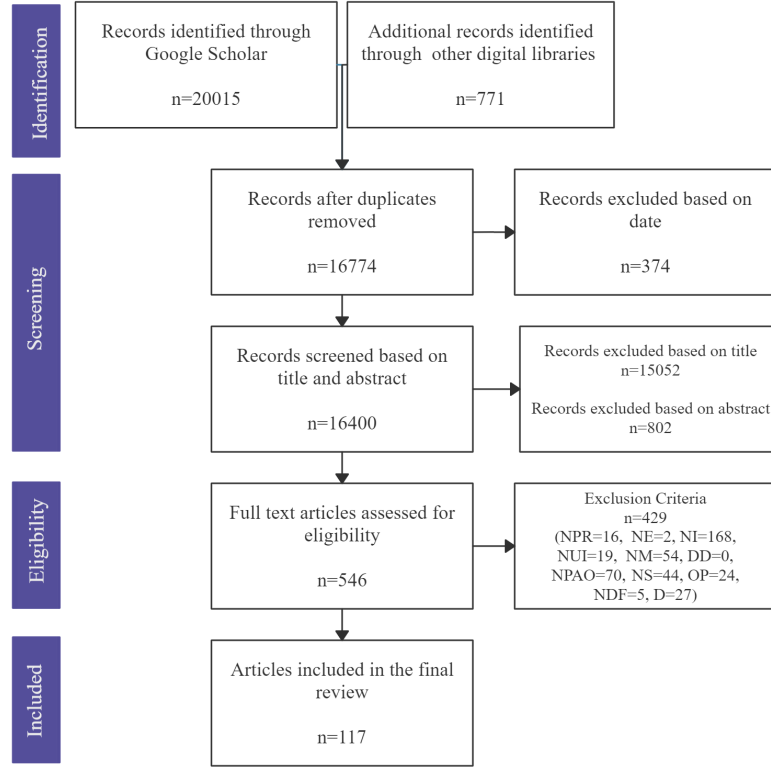 Identification
Records identified through
Google Scholar
n=20015
Additional records identified
through other digital libraries
n=771
Screening
Records after duplicates
removed
n=16774
Records excluded based on
date
n=374
Records screened based on
title and abstract
n=16400
Records excluded based on title
n=15052
Records excluded based on abstract
n=802
Eligibility
Full text articles assessed for
eligibility
n=546
Exclusion Criteria
n=429
(NPR=16, NE=2, NI=168,
NUI=19, NM=54, DD=0,
NPAO=70, NS=44, OP=24,
NDF=5, D=27)
Included
Articles included in the final
review
n=117